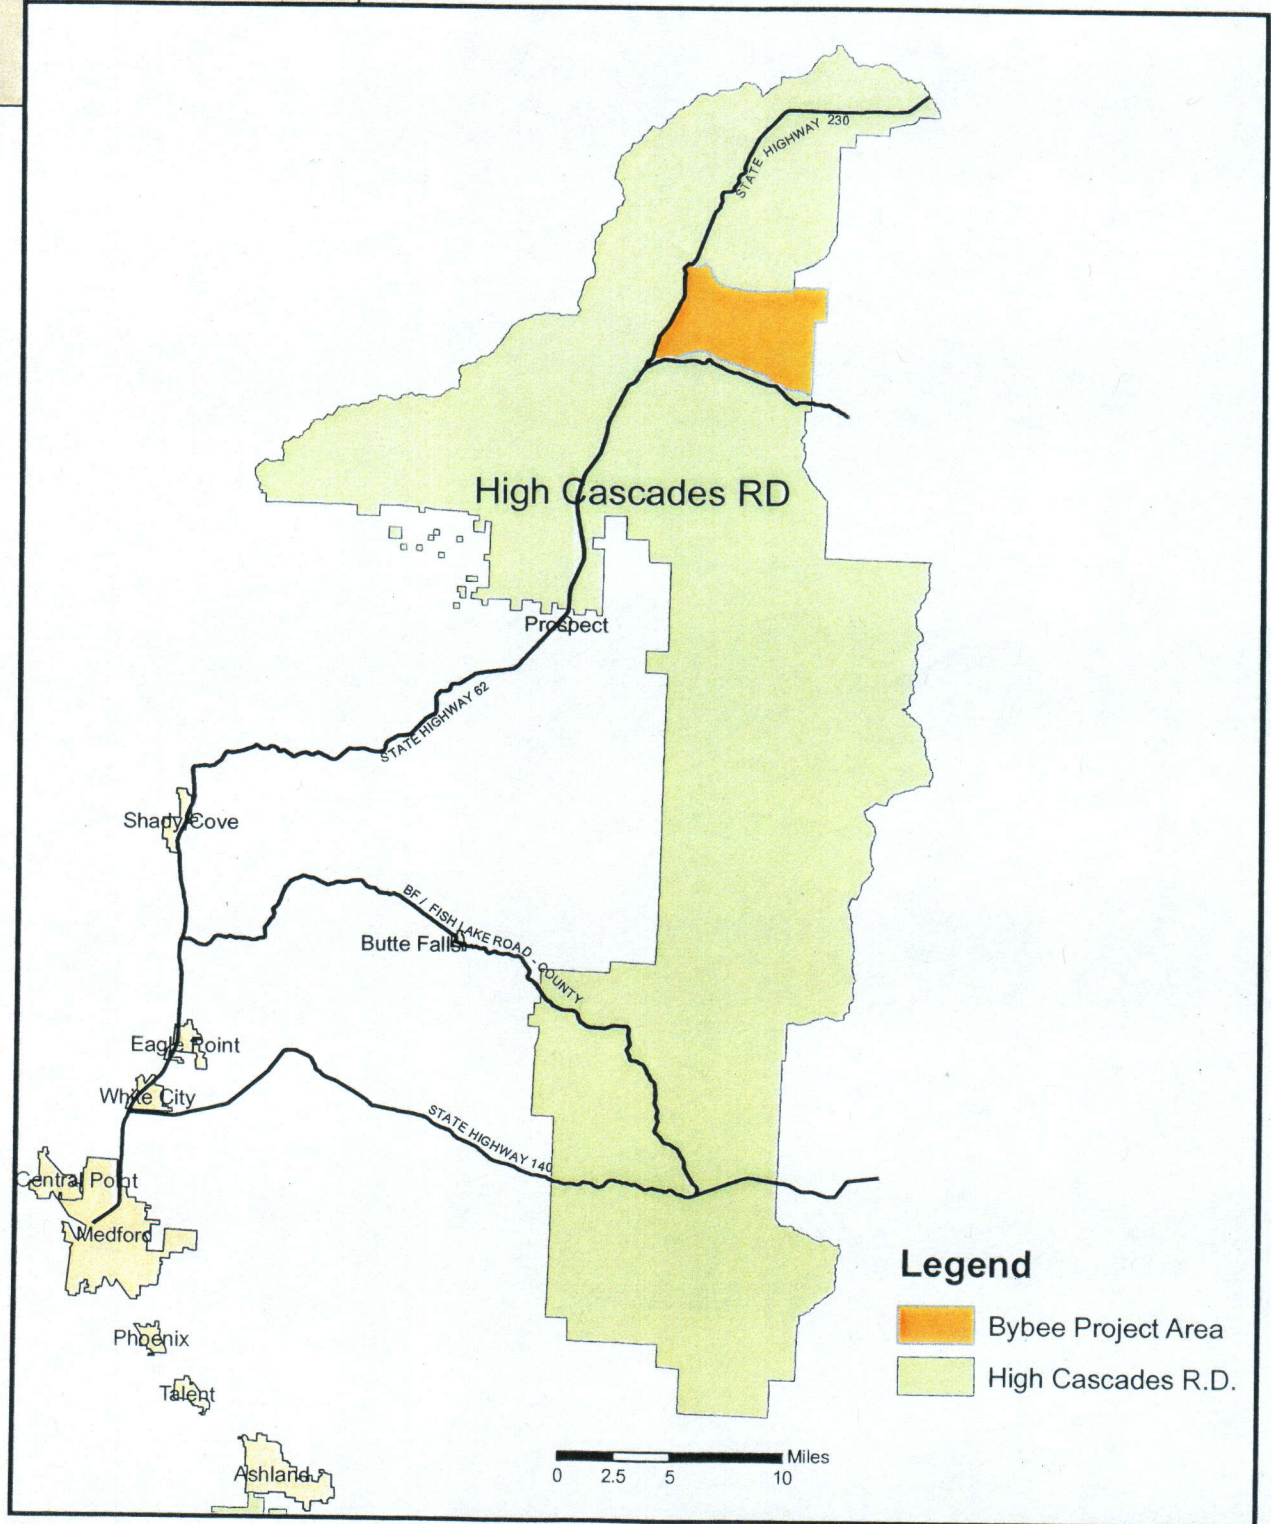 STATE HIGHWAY 230
High Cascades RD
Prospect
STATE HIGHWAY 62
Shady Cove
BF / FISH LAKE ROAD - COUNTY
Butte Falls
Eagle Point
White City
STATE HIGHWAY 140
Central Point
Medford
Legend
Bybee Project Area
High Cascades R.D.
Phoenix
Talent
Ashland
Miles
0 2.5 5 10